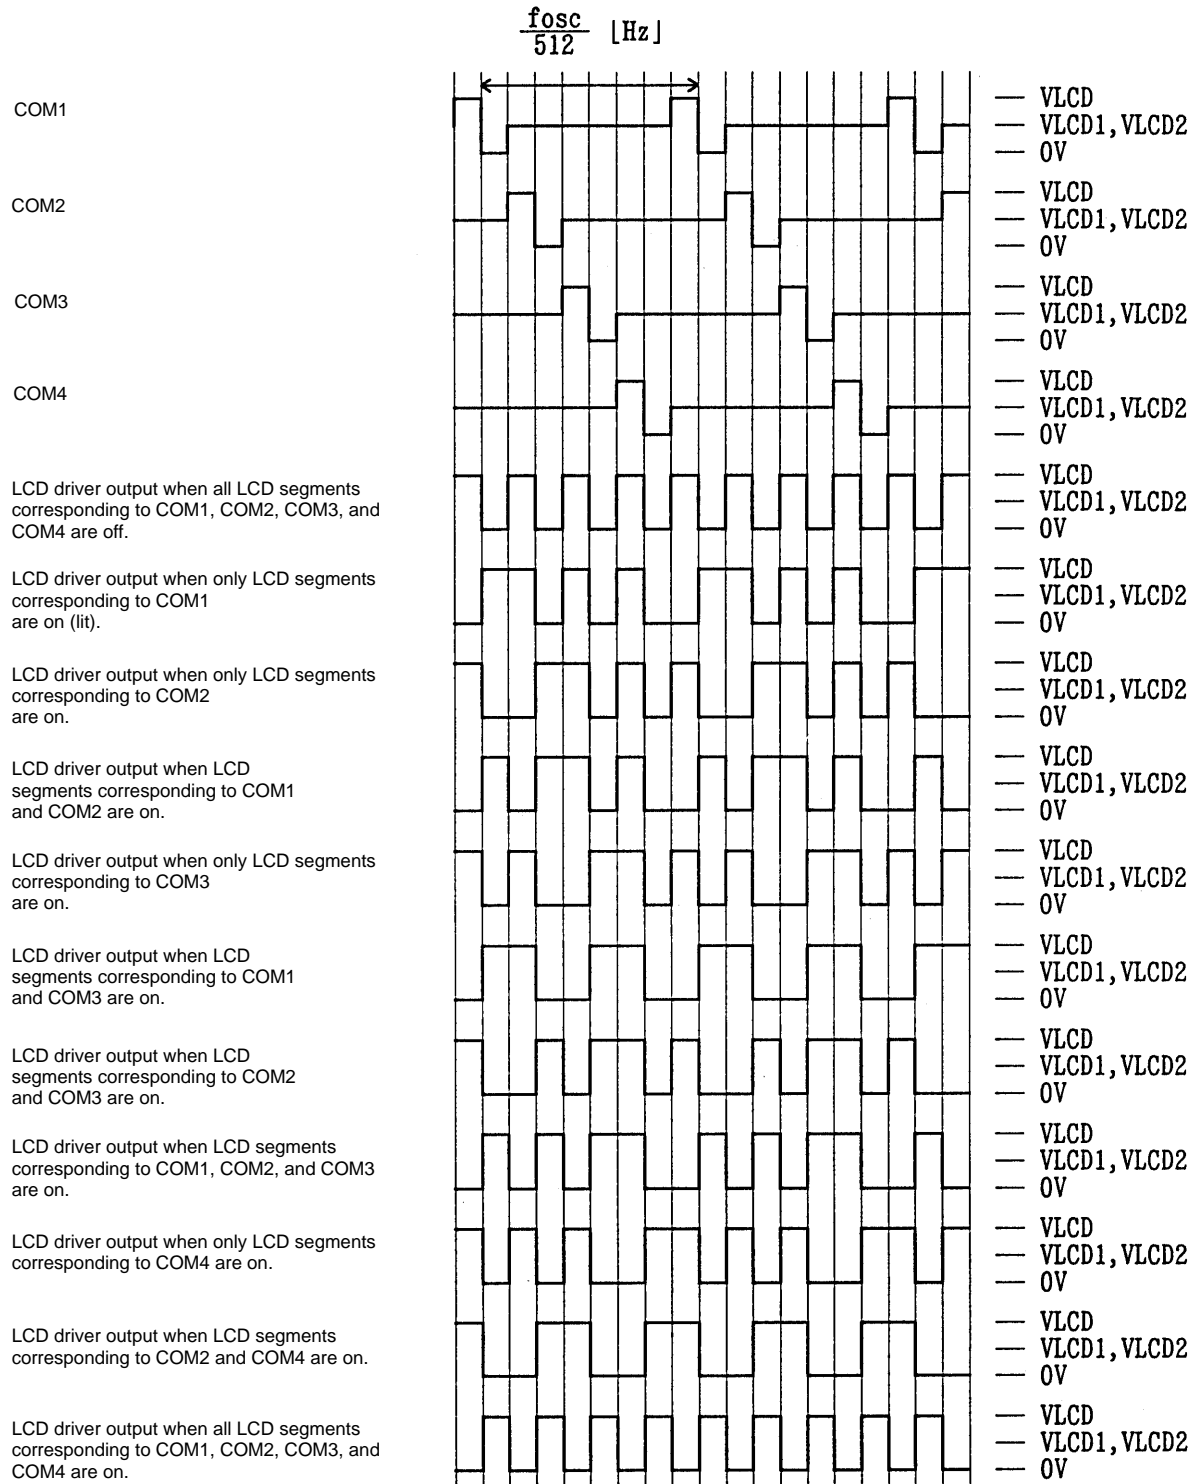 fosc
512 [Hz]
COM1
VLCD
VLCD1,VLCD2
0V
COM2
VLCD
VLCD1,VLCD2
0V
COM3
VLCD
VLCD1,VLCD2
0V
COM4
VLCD
VLCD1,VLCD2
0V
LCD driver output when all LCD segments
corresponding to COM1, COM2, COM3, and
COM4 are off.
VLCD
VLCD1,VLCD2
0V
LCD driver output when only LCD segments
corresponding to COM1
are on (lit).
VLCD
VLCD1,VLCD2
0V
LCD driver output when only LCD segments
corresponding to COM2
are on.
VLCD
VLCD1,VLCD2
0V
LCD driver output when LCD
segments corresponding to COM1
and COM2 are on.
VLCD
VLCD1,VLCD2
0V
LCD driver output when only LCD segments
corresponding to COM3
are on.
VLCD
VLCD1,VLCD2
0V
LCD driver output when LCD
segments corresponding to COM1
and COM3 are on.
VLCD
VLCD1,VLCD2
0V
LCD driver output when LCD
segments corresponding to COM2
and COM3 are on.
VLCD
VLCD1,VLCD2
0V
LCD driver output when LCD segments
corresponding to COM1, COM2, and COM3
are on.
VLCD
VLCD1,VLCD2
0V
LCD driver output when only LCD segments
corresponding to COM4 are on.
VLCD
VLCD1,VLCD2
0V
LCD driver output when LCD segments
corresponding to COM2 and COM4 are on.
VLCD
VLCD1,VLCD2
0V
LCD driver output when all LCD segments
corresponding to COM1, COM2, COM3, and
COM4 are on.
VLCD
VLCD1,VLCD2
0V